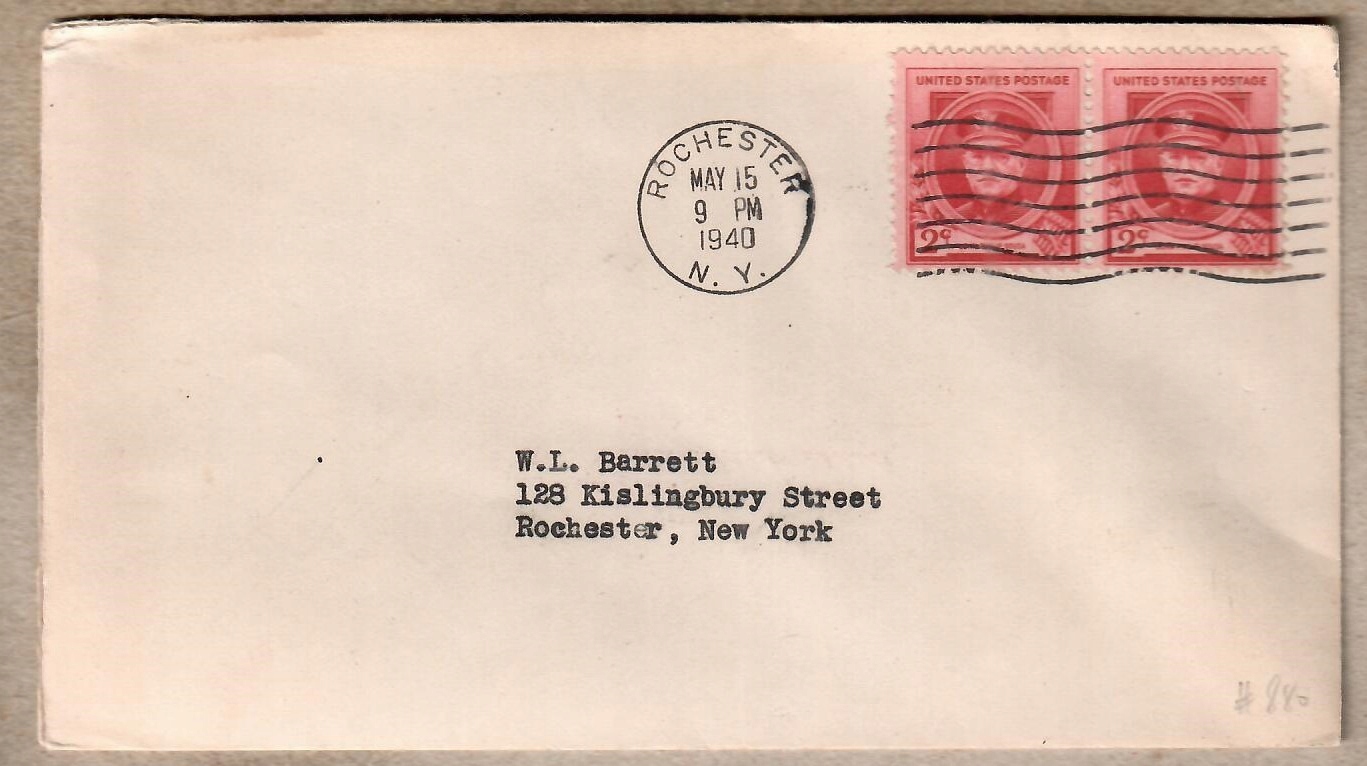 UNITED STATES POSTAGE
UNITED STATES POSTAGE
2¢
2¢
ROCHESTER
MAY 15
9 PM
1940
N. Y.
W.L. Barrett
128 Kislingbury Street
Rochester, New York
# 880